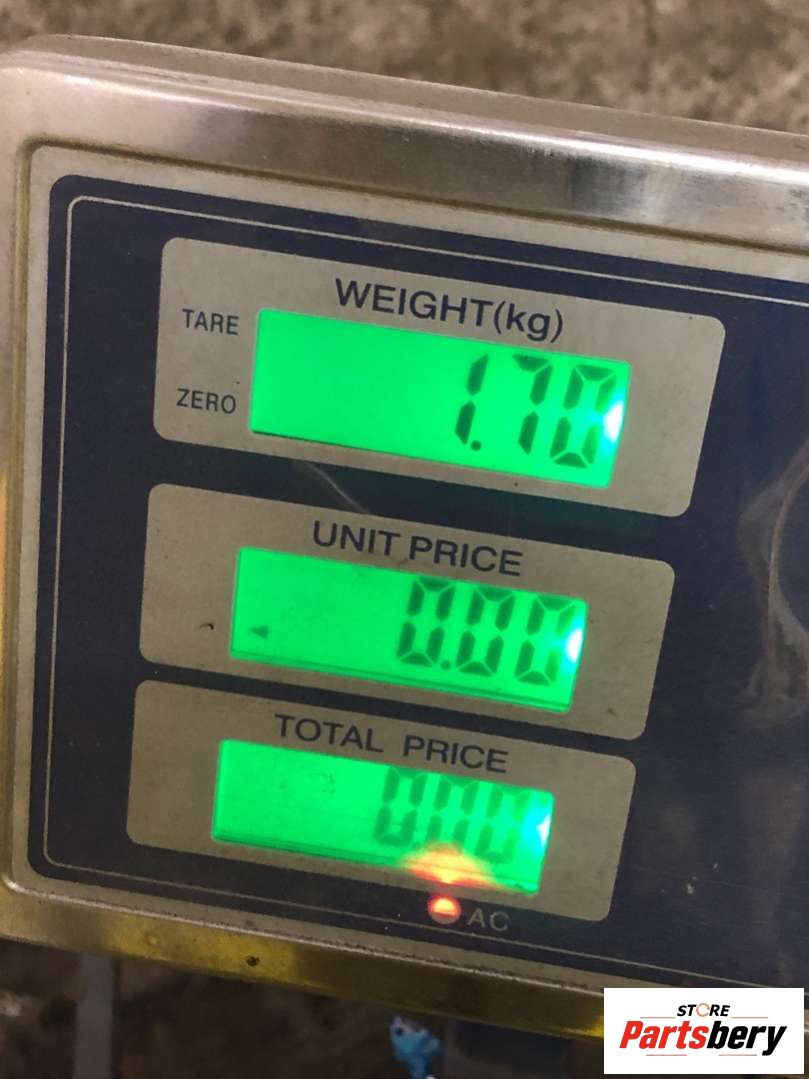 WEIGHT(kg)
TARE
1.70
ZERO
UNIT PRICE
0.00
TOTAL PRICE
0.00
AC
STORE
Partsbery